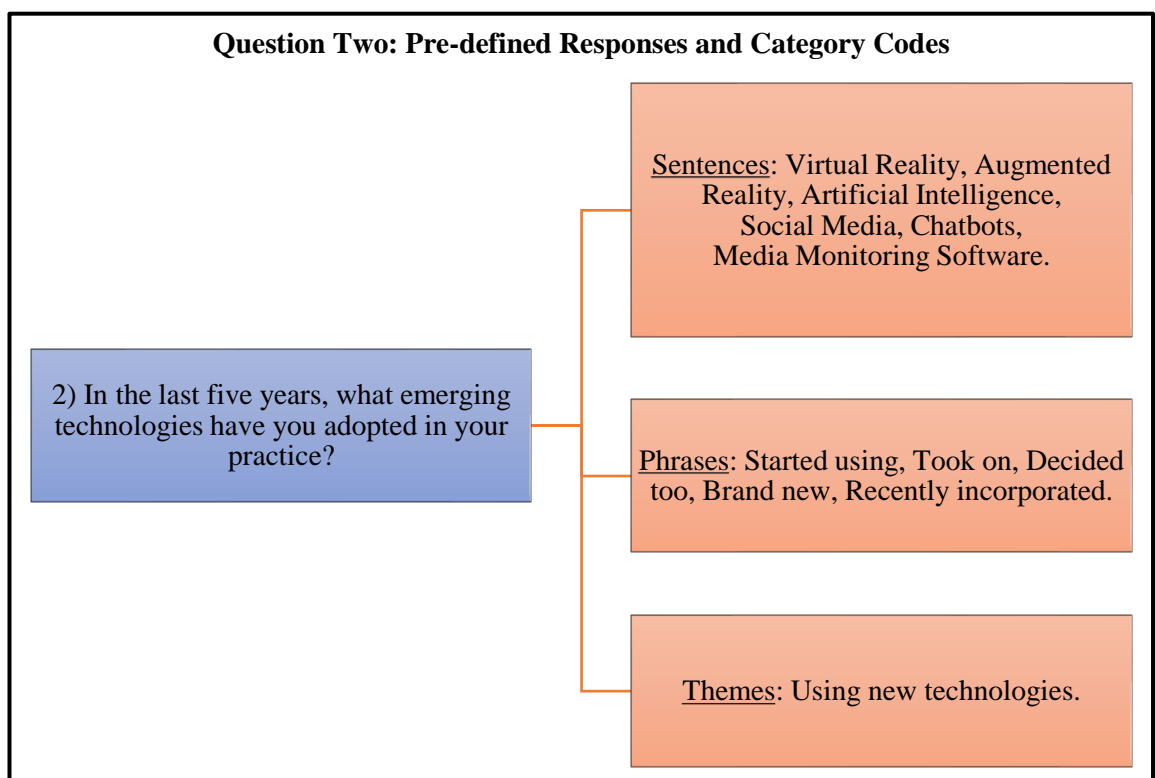 Question Two: Pre-defined Responses and Category Codes
2) In the last five years, what emerging
technologies have you adopted in your
practice?
Sentences: Virtual Reality, Augmented
Reality, Artificial Intelligence,
Social Media, Chatbots,
Media Monitoring Software.
Phrases: Started using, Took on, Decided
too, Brand new, Recently incorporated.
Themes: Using new technologies.